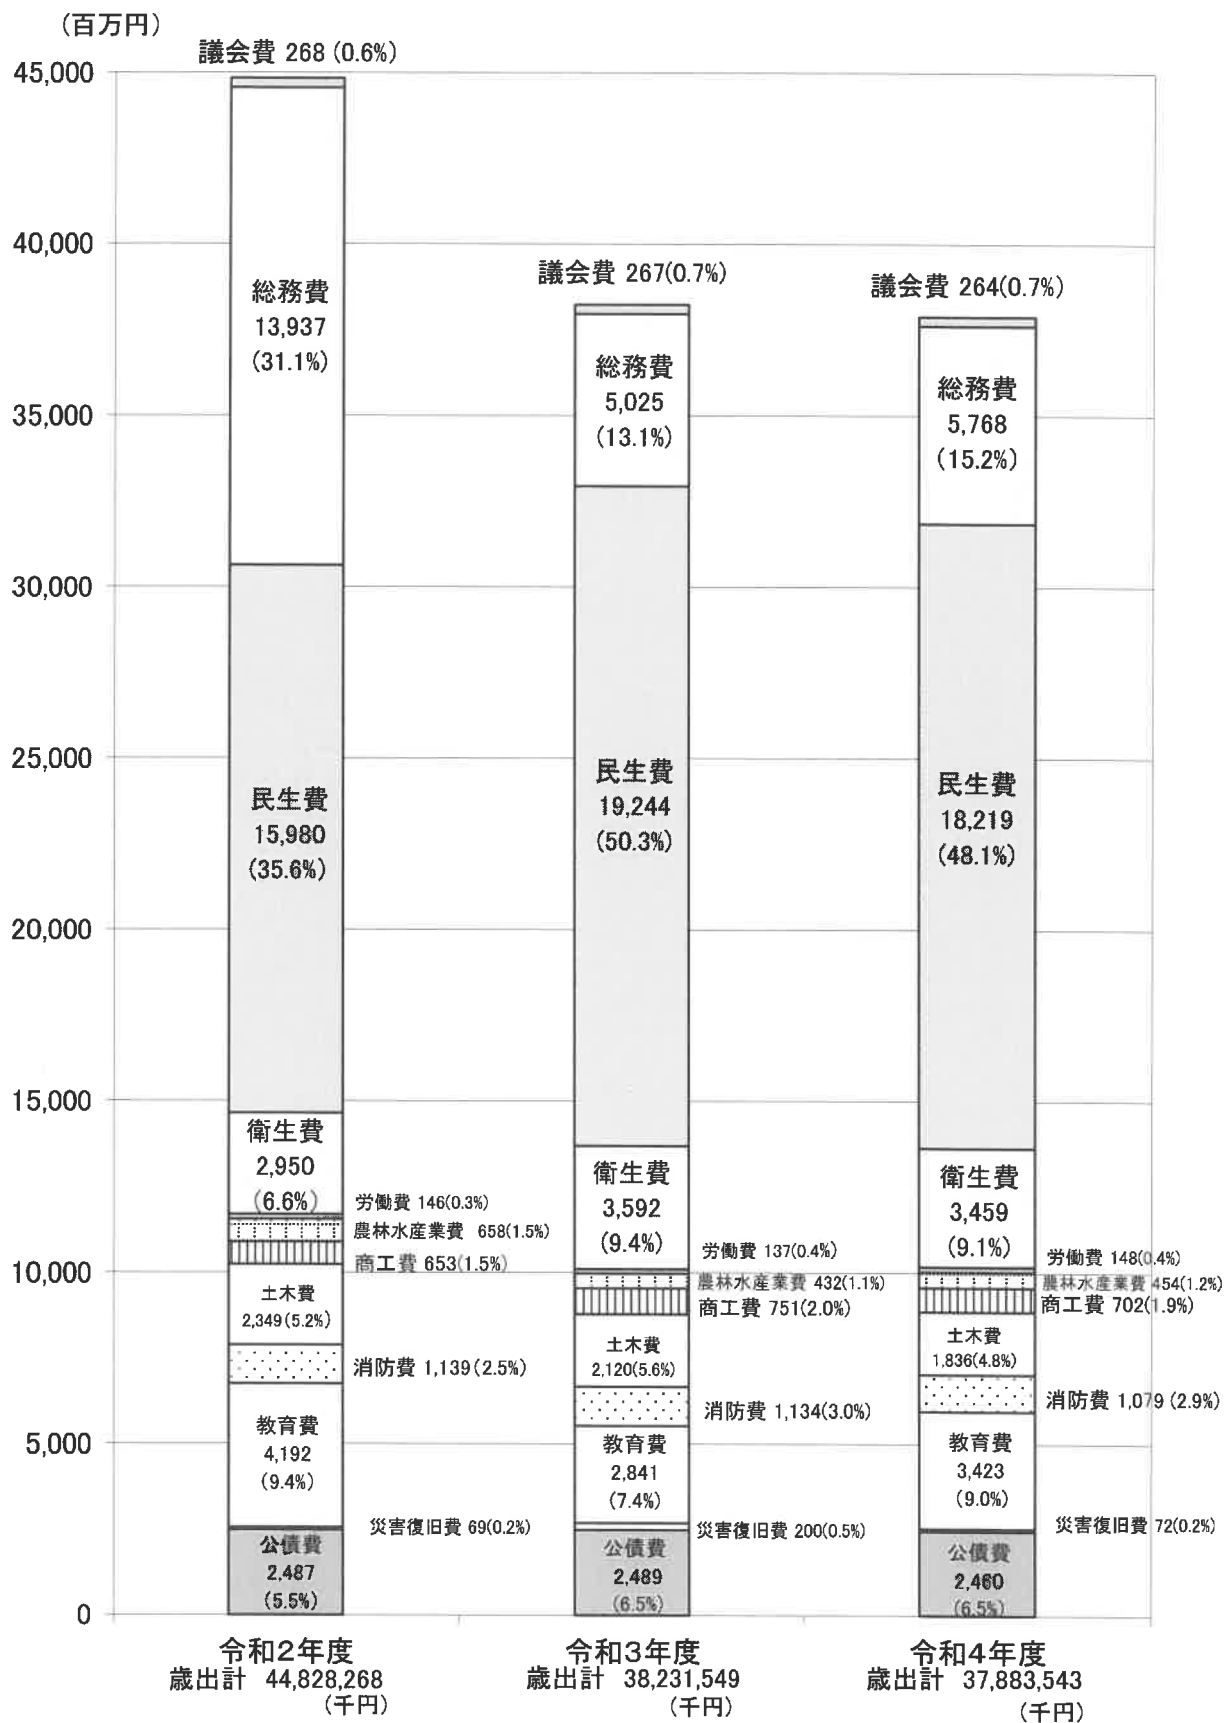 （百万円）
45,000
40,000
35,000
30,000
25,000
20,000
15,000
10,000
5,000
0
議会費 268 (0.6%)
総務費
13,937
(31.1%)
民生費
15,980
(35.6%)
衛生費
2,950
(6.6%)
労働費 146(0.3%)
農林水産業費 658(1.5%)
商工費 653(1.5%)
土木費
2,349(5.2%)
消防費 1,139(2.5%)
教育費
4,192
(9.4%)
災害復旧費 69(0.2%)
公債費
2,487
(5.5%)
令和２年度
歳出計 44,828,268
（千円）
議会費 267(0.7%)
総務費
5,025
(13.1%)
民生費
19,244
(50.3%)
衛生費
3,592
(9.4%)
労働費 137(0.4%)
農林水産業費 432(1.1%)
商工費 751(2.0%)
土木費
2,120(5.6%)
消防費 1,134(3.0%)
教育費
2,841
(7.4%)
災害復旧費 200(0.5%)
公債費
2,489
(6.5%)
令和３年度
歳出計 38,231,549
（千円）
議会費 264(0.7%)
総務費
5,768
(15.2%)
民生費
18,219
(48.1%)
衛生費
3,459
(9.1%)
労働費 148(0.4%)
農林水産業費 454(1.2%)
商工費 702(1.9%)
土木費
1,836(4.8%)
消防費 1,079 (2.9%)
教育費
3,423
(9.0%)
災害復旧費 72(0.2%)
公債費
2,460
(6.5%)
令和４年度
歳出計 37,883,543
（千円）